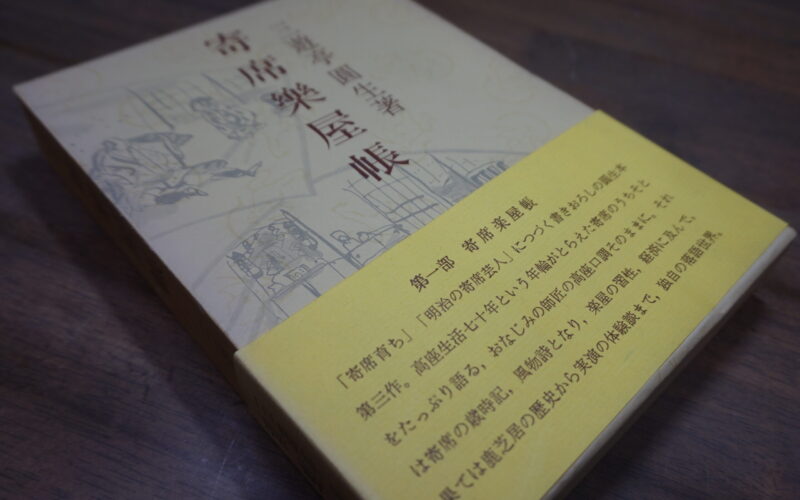 三遊亭圓生著
寄席樂屋帳
第一部 寄席楽屋帳
「寄席育ち」「明治の寄席芸人」につづく書きおろしの圓生本
第三作。高座生活七十年という年輪がとらえた寄席のうちそと
をたっぷり語る，おなじみの師匠の高座口調そのままに。それ
は寄席の歳時記，風物詩となり，楽屋の習性，経済に及んで，
果ては鹿芝居の歴史から実演の体験談まで，独自の落語世界。